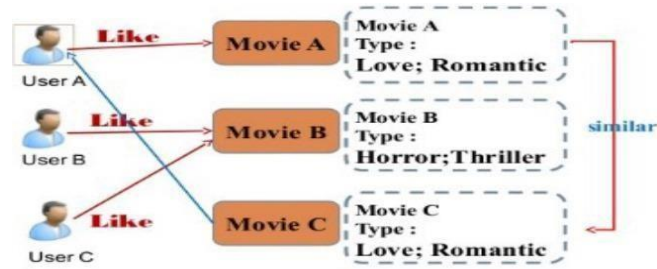 Like
Movie A
Movie A
Type :
Love; Romantic
User A
Like
Movie B
Movie B
Type :
Horror;Thriller
similar
User B
Like
Movie C
Movie C
Type :
Love; Romantic
User C